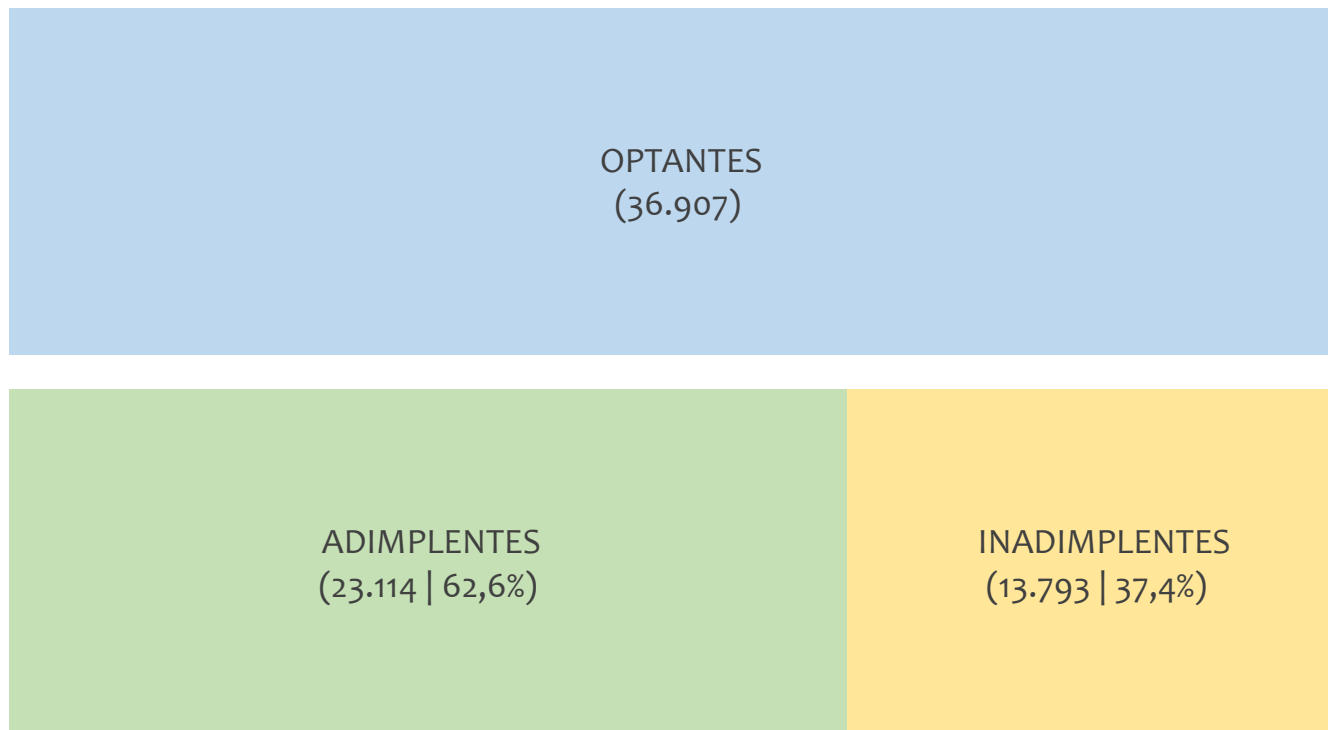 OPTANTES
(36.907)
ADIMPLENTES
(23.114 | 62,6%)
INADIMPLENTES
(13.793 | 37,4%)